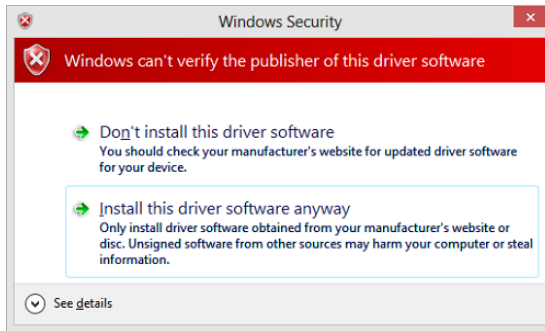 Windows Security
Windows can't verify the publisher of this driver software
Don't install this driver software
You should check your manufacturer's website for updated driver software
for your device.
Install this driver software anyway
Only install driver software obtained from your manufacturer's website or
disc. Unsigned software from other sources may harm your computer or steal
information.
See details